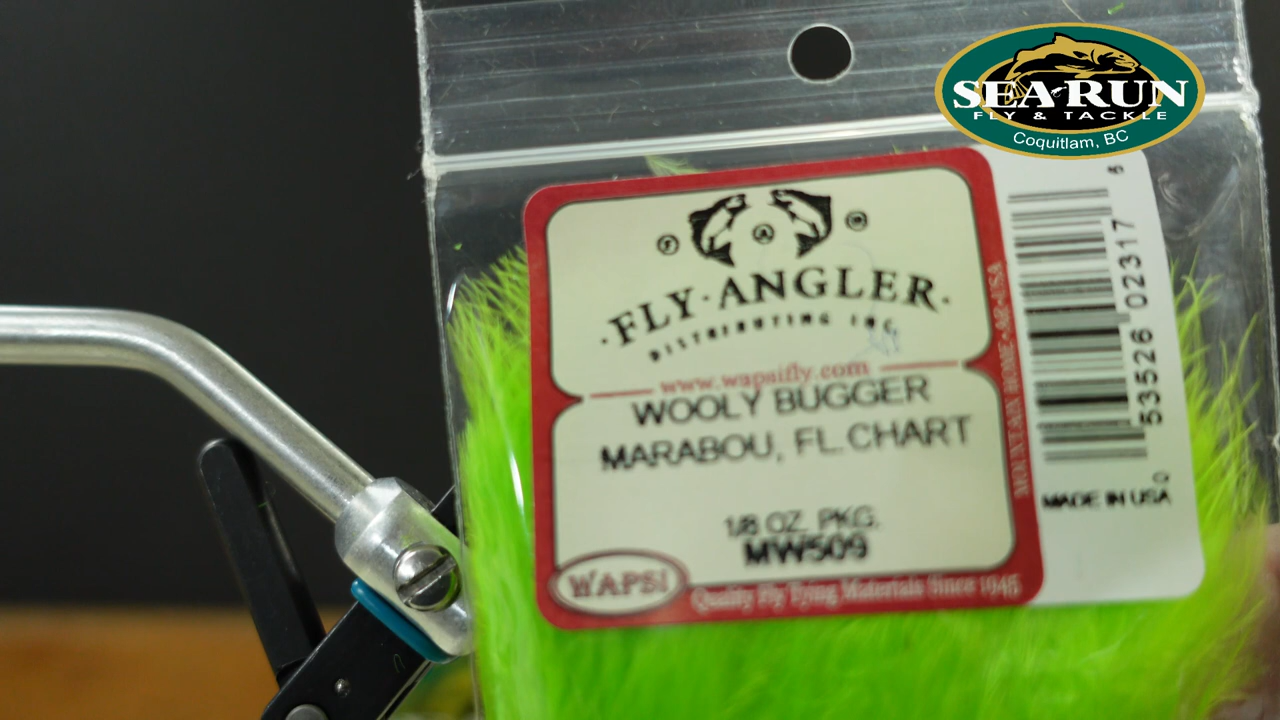 SEA-RUN
FLY & TACKLE
Coquitlam, BC
F A C
·FLY·ANGLER·
DISTRIBUTING INC
www.wapsifly.com
WOOLY BUGGER
MARABOU, FL.CHART
1/8 OZ. PKG.
MW509
WAPSI
Quality Fly Tying Materials Since 1945
MOUNTAIN HOME • AR • USA
0 53526 02317 6
MADE IN USA